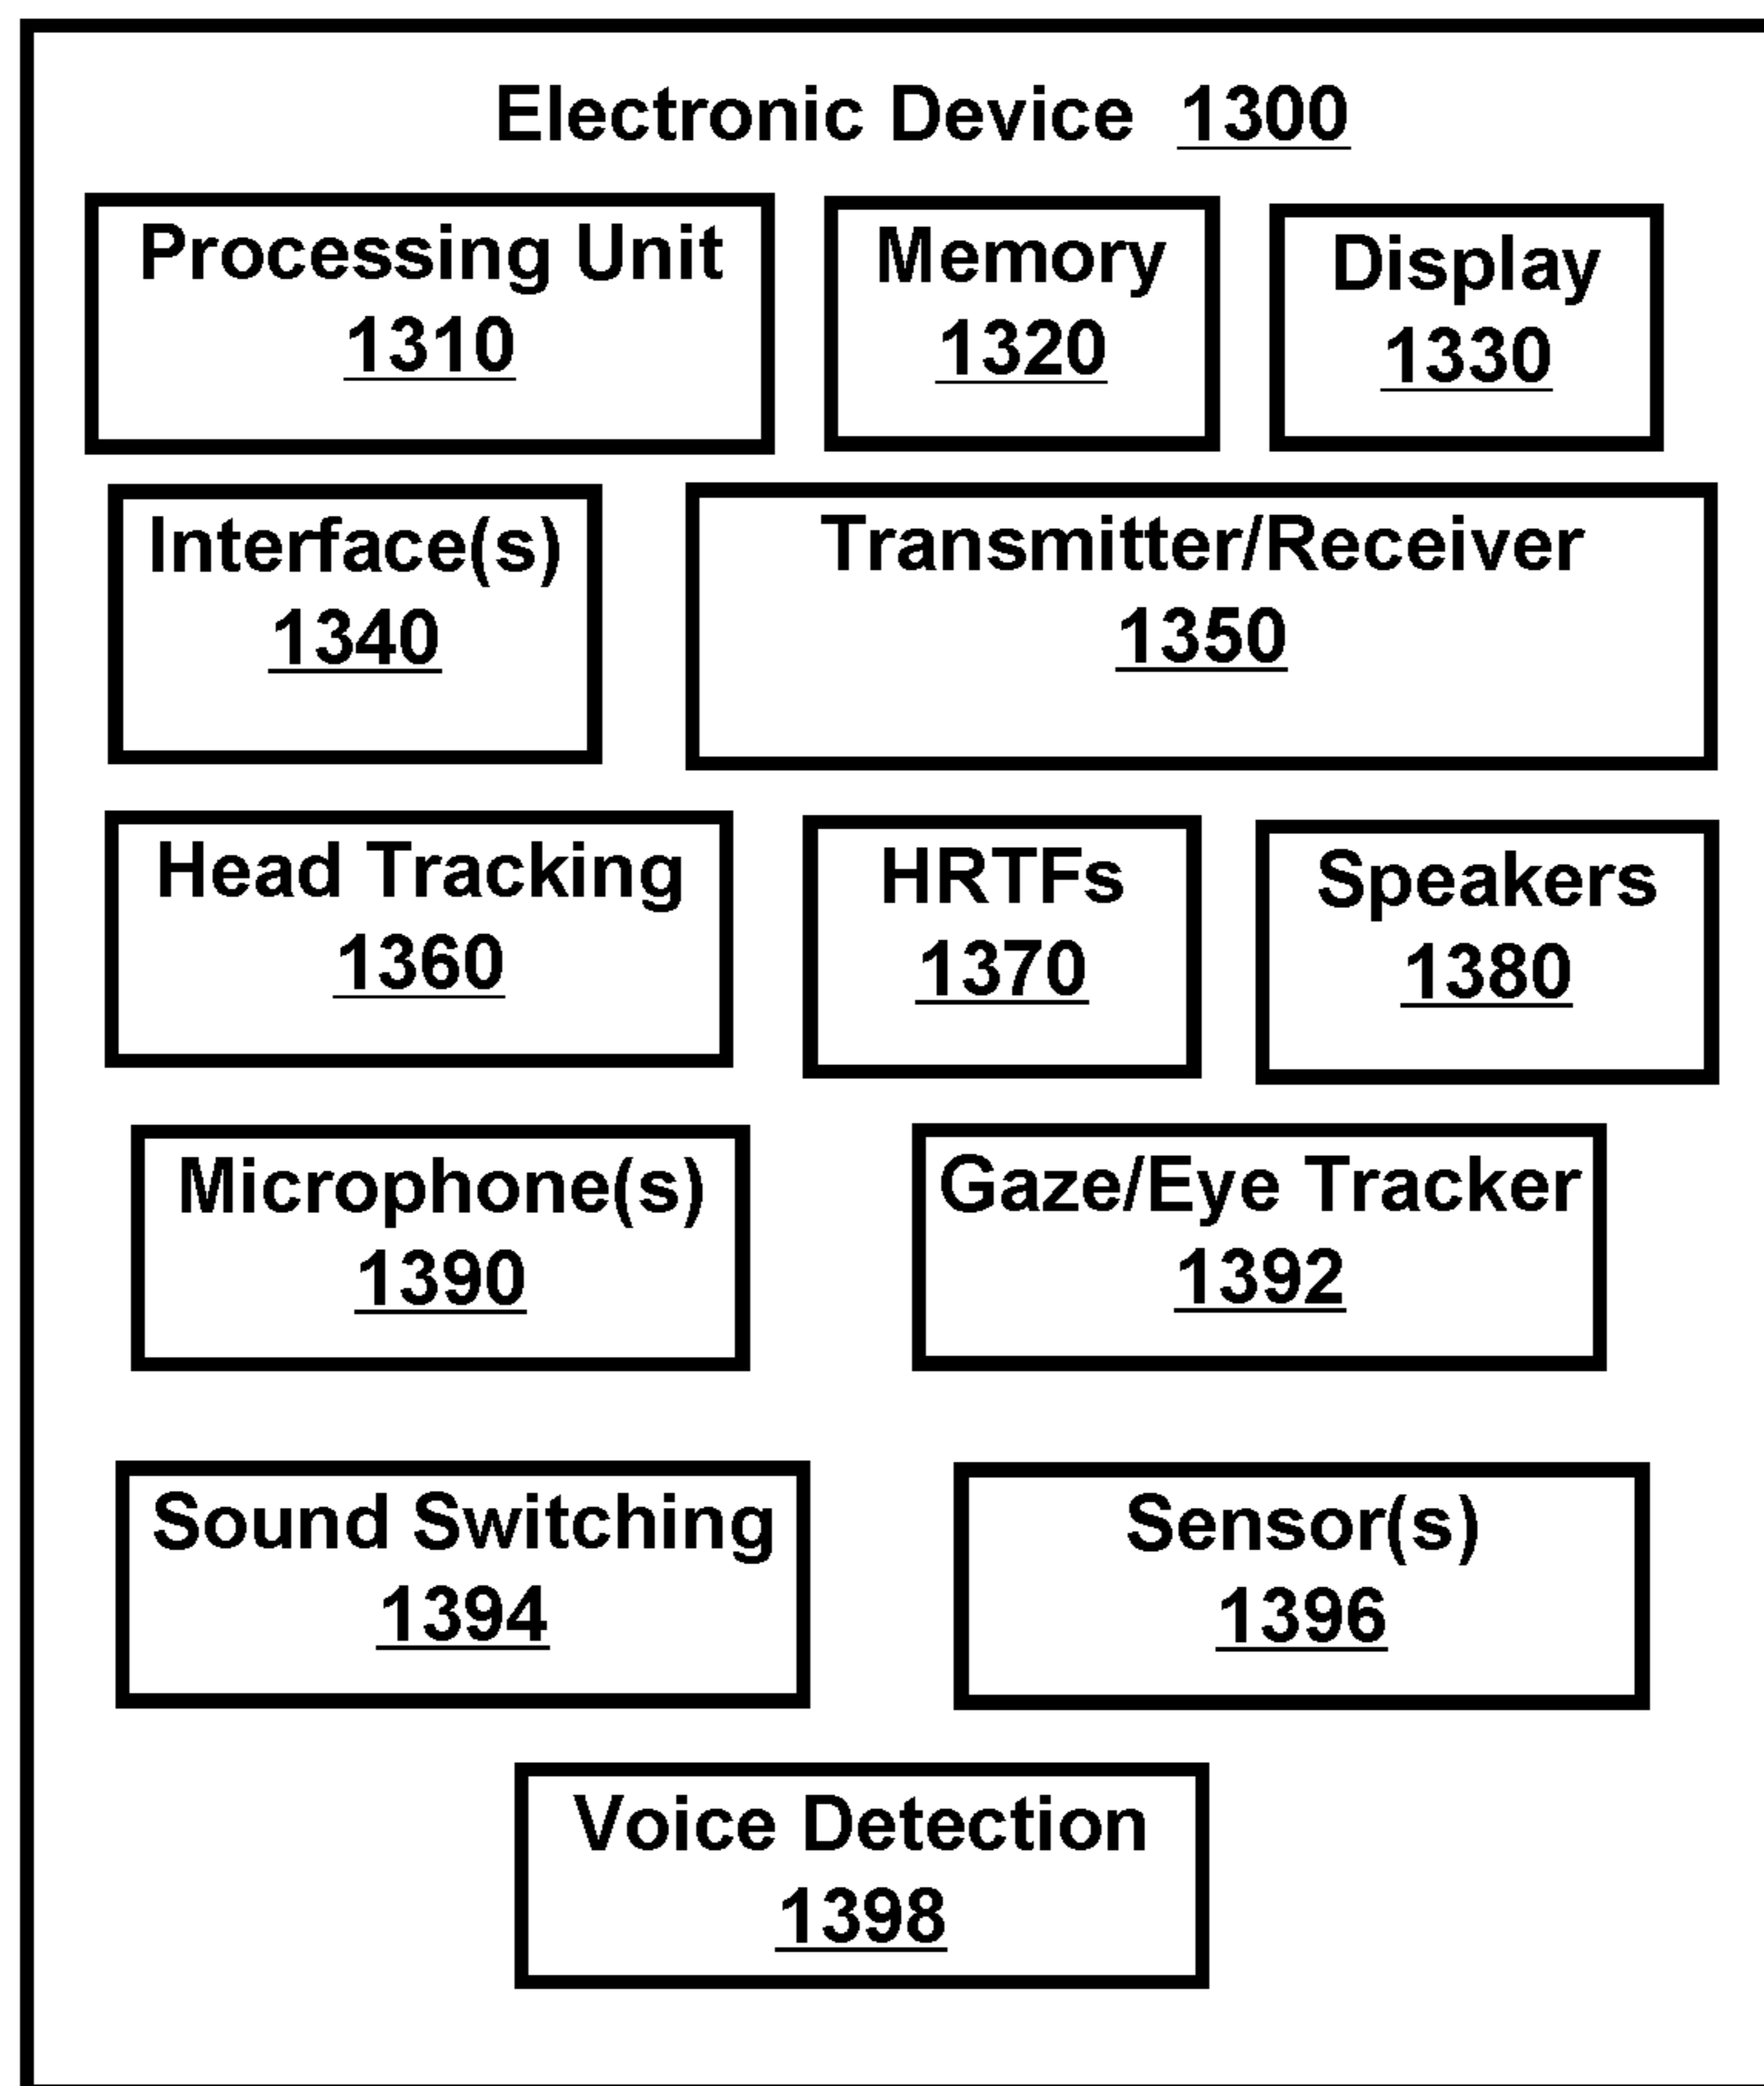 Electronic Device 1300
Processing Unit
1310
Memory
1320
Display
1330
Interface(s)
1340
Transmitter/Receiver
1350
Head Tracking
1360
HRTFs
1370
Speakers
1380
Microphone(s)
1390
Gaze/Eye Tracker
1392
Sound Switching
1394
Sensor(s)
1396
Voice Detection
1398